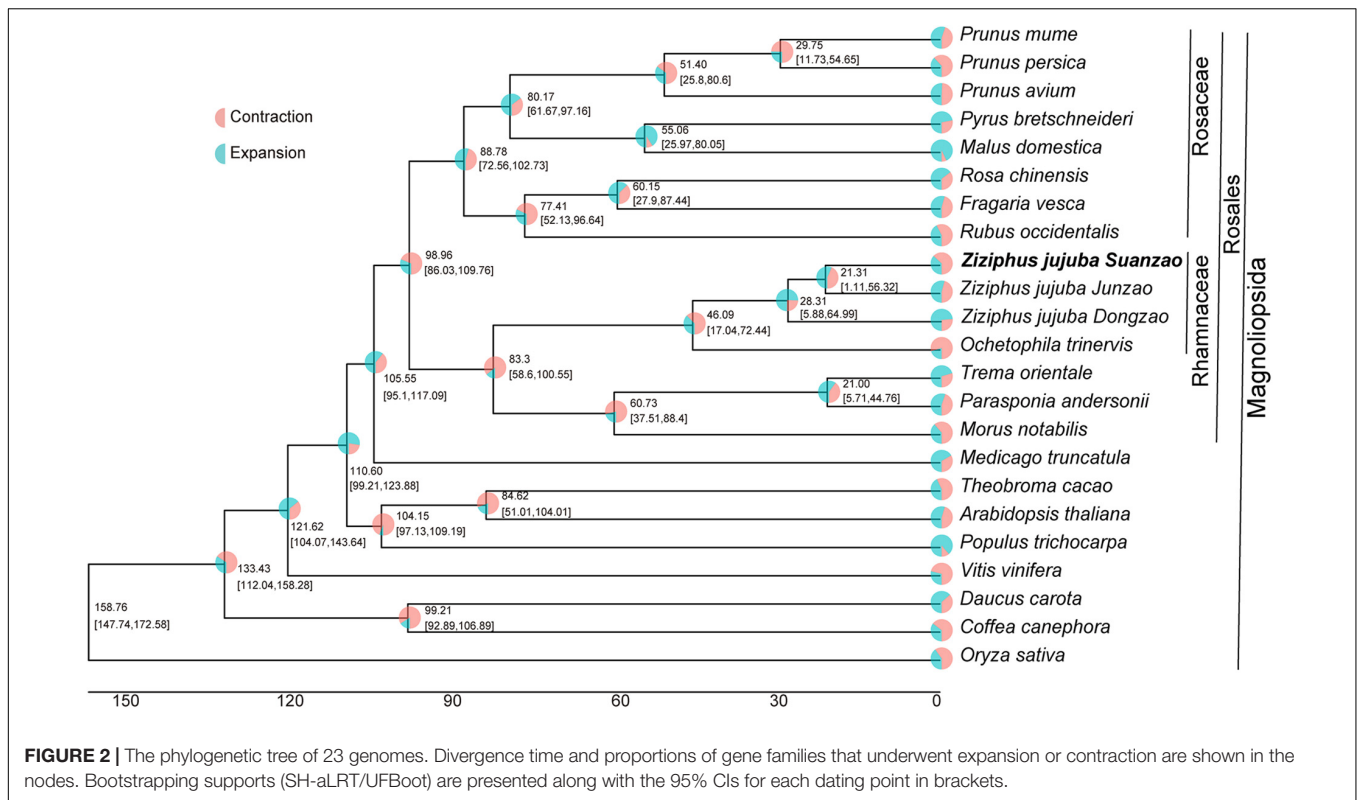 Contraction
Expansion
29.75
[11.73,54.65]
51.40
[25.8,80.6]
80.17
[61.67,97.16]
55.06
[25.97,80.05]
88.78
[72.56,102.73]
60.15
[27.9,87.44]
77.41
[52.13,96.64]
98.96
[86.03,109.76]
21.31
[1.11,56.32]
28.31
[5.88,64.99]
46.09
[17.04,72.44]
83.3
[58.6,100.55]
21.00
[5.71,44.76]
60.73
[37.51,88.4]
105.55
[95.1,117.09]
110.60
[99.21,123.88]
84.62
[51.01,104.01]
104.15
[97.13,109.19]
121.62
[104.07,143.64]
133.43
[112.04,158.28]
99.21
[92.89,106.89]
158.76
[147.74,172.58]
Prunus mume
Prunus persica
Prunus avium
Pyrus bretschneideri
Malus domestica
Rosa chinensis
Fragaria vesca
Rubus occidentalis
Ziziphus jujuba Suanzao
Ziziphus jujuba Junzao
Ziziphus jujuba Dongzao
Ochetophila trinervis
Trema orientale
Parasponia andersonii
Morus notabilis
Medicago truncatula
Theobroma cacao
Arabidopsis thaliana
Populus trichocarpa
Vitis vinifera
Daucus carota
Coffea canephora
Oryza sativa
Rosaceae
Rhamnaceae
Rosales
Magnoliopsida
150 120 90 60 30 0
FIGURE 2 | The phylogenetic tree of 23 genomes. Divergence time and proportions of gene families that underwent expansion or contraction are shown in the
nodes. Bootstrapping supports (SH-aLRT/UFBoot) are presented along with the 95% CIs for each dating point in brackets.